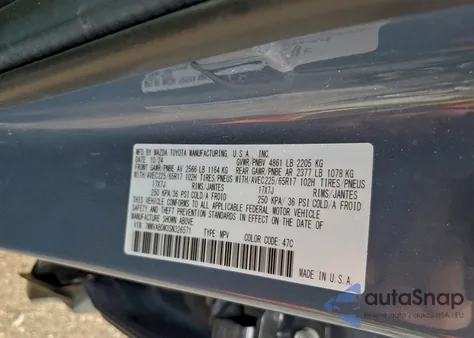 MFD. BY MAZDA TOYOTA MANUFACTURING, U.S.A., INC.
DATE: 10/24 GVWR/PNBV 4861 LB 2205 KG
FRONT GAWR/PNBE AV 2566 LB 1164 KG REAR GAWR/PNBE AR 2377 LB 1078 KG
WITH/AVEC225/65R17 102H TIRES/PNEUS WITH/AVEC225/65R17 102H TIRES/PNEUS
17X7J RIMS/JANTES 17X7J RIMS/JANTES
250 KPA/36 PSI COLD/A FROID 250 KPA/36 PSI COLD/A FROID
THIS VEHICLE CONFORMS TO ALL APPLICABLE FEDERAL MOTOR VEHICLE
SAFETY AND THEFT PREVENTION STANDARDS IN EFFECT ON THE DATE OF
MANUFACTURE SHOWN ABOVE.
TYPE: MPV COLOR CODE: 47C
autoSnap